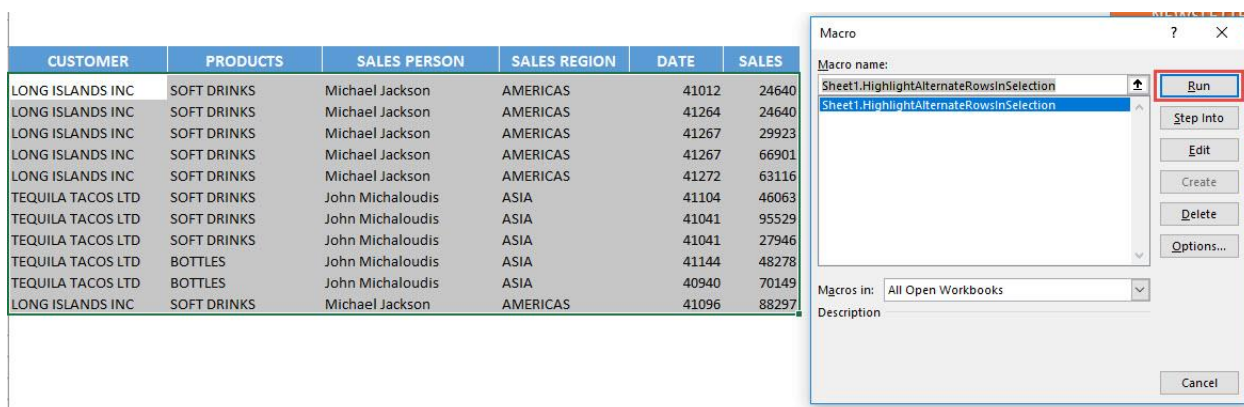 CUSTOMER PRODUCTS SALES PERSON SALES REGION DATE SALES
LONG ISLANDS INC SOFT DRINKS Michael Jackson AMERICAS 41012 24640
LONG ISLANDS INC SOFT DRINKS Michael Jackson AMERICAS 41264 24640
LONG ISLANDS INC SOFT DRINKS Michael Jackson AMERICAS 41267 29923
LONG ISLANDS INC SOFT DRINKS Michael Jackson AMERICAS 41267 66901
LONG ISLANDS INC SOFT DRINKS Michael Jackson AMERICAS 41272 63116
TEQUILA TACOS LTD SOFT DRINKS John Michaloudis ASIA 41104 46063
TEQUILA TACOS LTD SOFT DRINKS John Michaloudis ASIA 41041 95529
TEQUILA TACOS LTD SOFT DRINKS John Michaloudis ASIA 41041 27946
TEQUILA TACOS LTD BOTTLES John Michaloudis ASIA 41144 48278
TEQUILA TACOS LTD BOTTLES John Michaloudis ASIA 40940 70149
LONG ISLANDS INC SOFT DRINKS Michael Jackson AMERICAS 41096 88297
Macro ?
Macro name:
Sheet1.HighlightAlternateRowsInSelection
Sheet1.HighlightAlternateRowsInSelection
Run
Step Into
Edit
Create
Delete
Options...
Macros in: All Open Workbooks
Description
Cancel